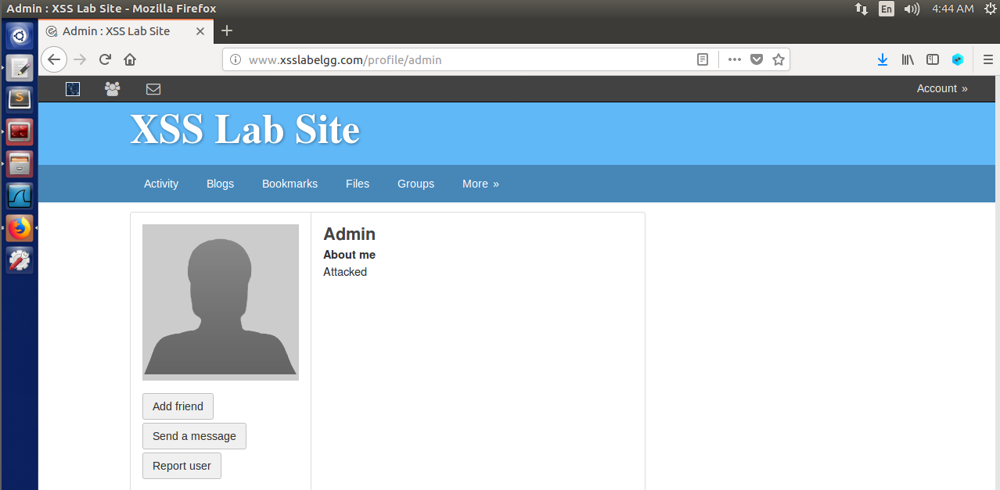 Admin : XSS Lab Site - Mozilla Firefox
En
4:44 AM
Admin : XSS Lab Site
www.xsslabelgg.com/profile/admin
Account »
XSS Lab Site
Activity Blogs Bookmarks Files Groups More »
Admin
About me
Attacked
Add friend
Send a message
Report user